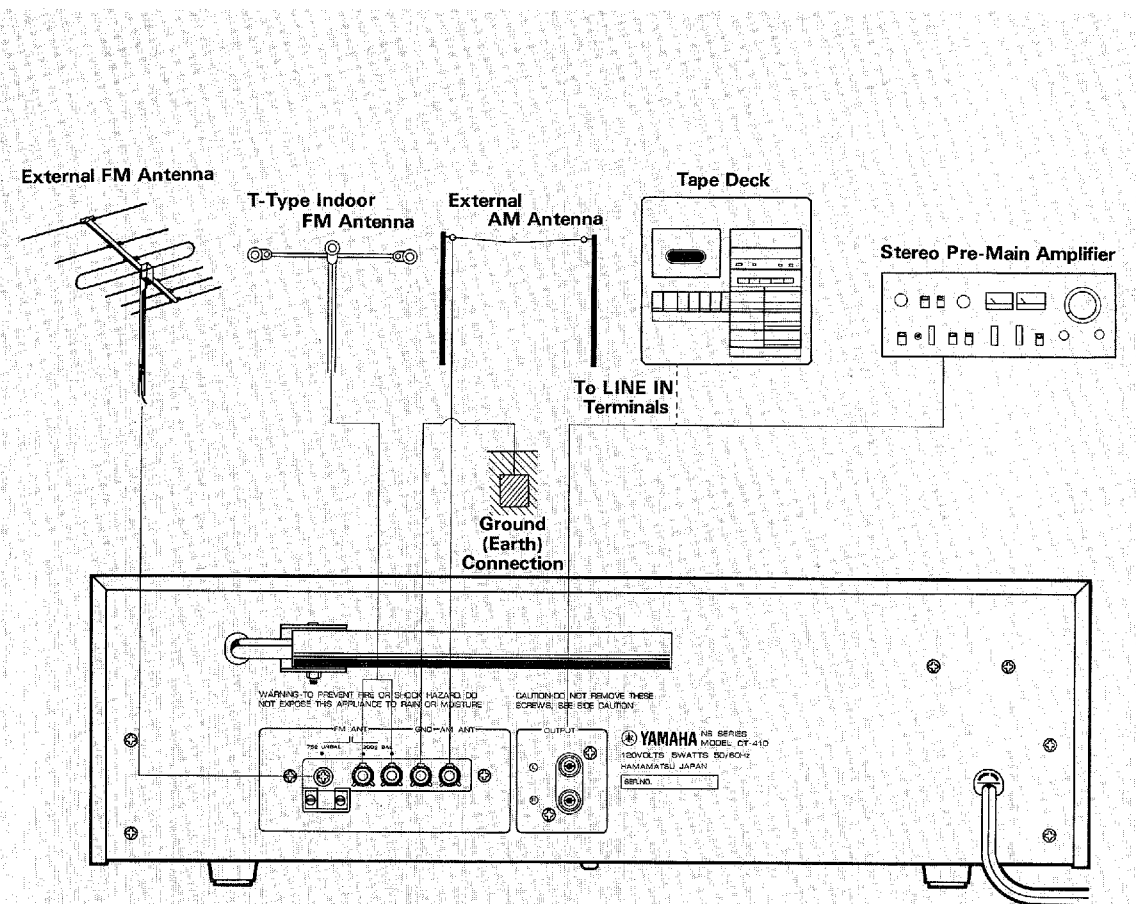 External FM Antenna
T-Type Indoor
FM Antenna
External
AM Antenna
Tape Deck
Stereo Pre-Main Amplifier
To LINE IN
Terminals
Ground
(Earth)
Connection
WARNING-TO PREVENT FIRE OR SHOCK HAZARD, DO
NOT EXPOSE THIS APPLIANCE TO RAIN OR MOISTURE
CAUTION-DO NOT REMOVE THESE
SCREWS, SEE SIDE CAUTION
FM ANT
GND AM ANT
75Ω UNBAL
300Ω BAL
OUTPUT
L
R
YAMAHA NS SERIES
MODEL CT-410
120VOLTS 5WATTS 50/60Hz
HAMAMATSU JAPAN
SER.NO.